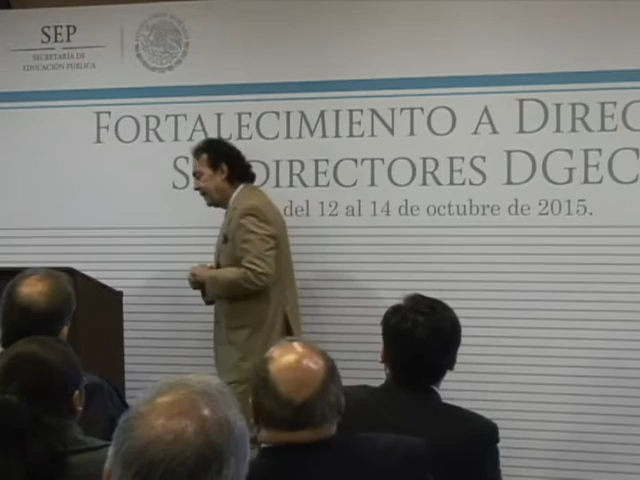 SEP
SECRETARÍA DE
EDUCACIÓN PÚBLICA
FORTALECIMIENTO A DIREC
S DIRECTORES DGEC
del 12 al 14 de octubre de 2015.